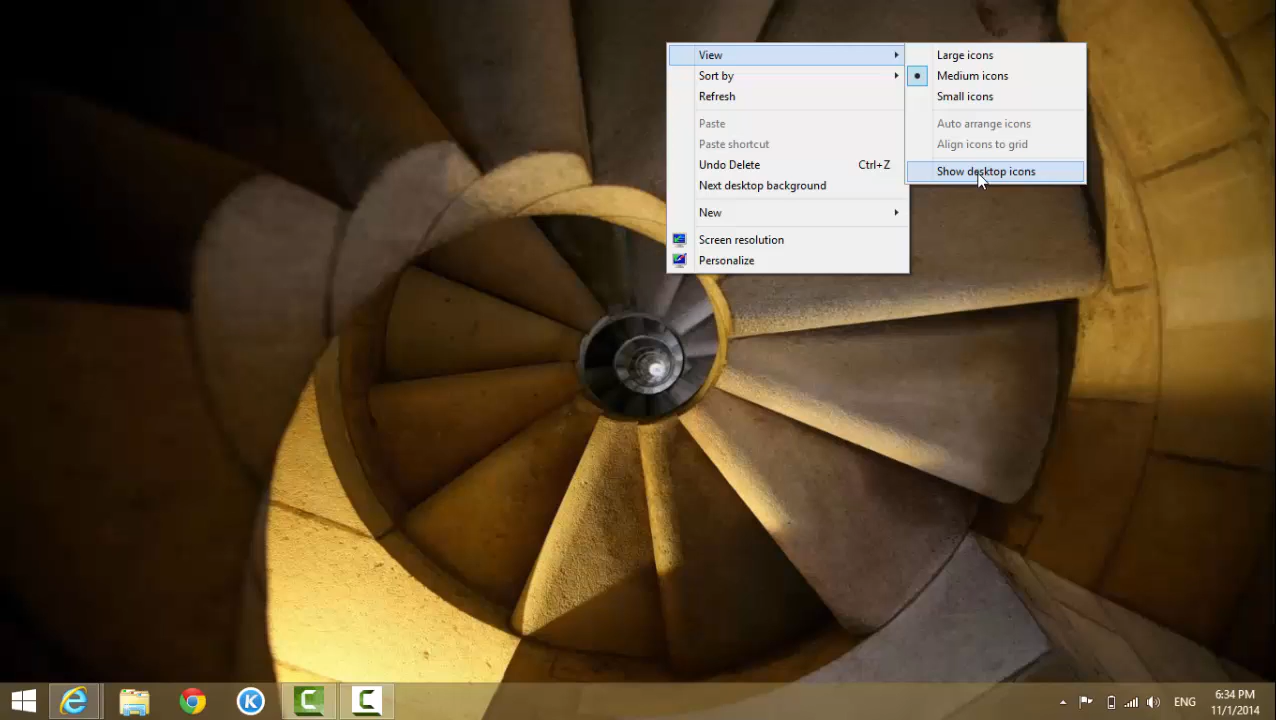 View
Sort by
Refresh
Paste
Paste shortcut
Undo Delete Ctrl+Z
Next desktop background
New
Screen resolution
Personalize
Large icons
Medium icons
Small icons
Auto arrange icons
Align icons to grid
Show desktop icons
ENG
6:34 PM
11/1/2014